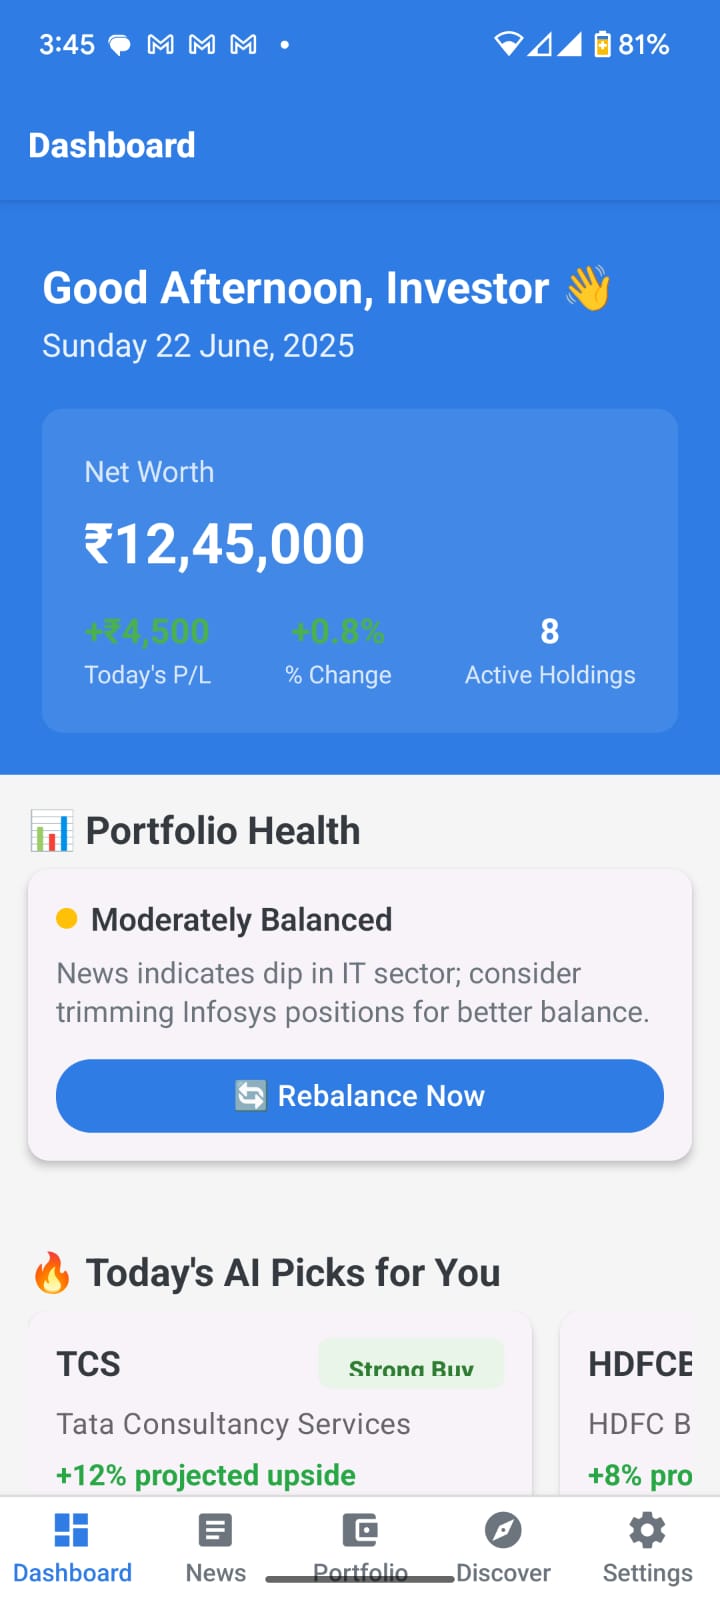 3:45
81%
Dashboard
Good Afternoon, Investor 👋
Sunday 22 June, 2025
Net Worth
₹12,45,000
+₹4,500 +0.8% 8
Today's P/L % Change Active Holdings
📊 Portfolio Health
Moderately Balanced
News indicates dip in IT sector; consider
trimming Infosys positions for better balance.
🔄 Rebalance Now
🔥 Today's AI Picks for You
TCS Strong Buy HDFCB
Tata Consultancy Services HDFC B
+12% projected upside +8% pro
Dashboard News Portfolio Discover Settings